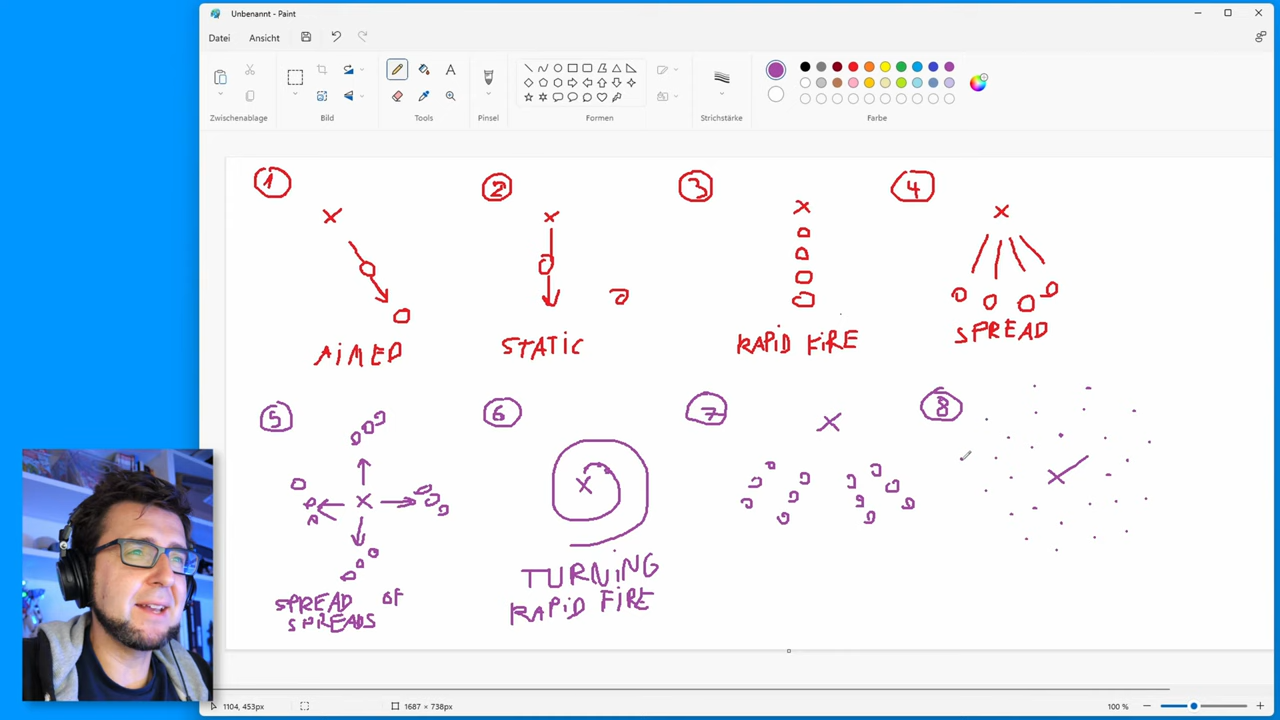 Unbenannt - Paint
Datei
Ansicht
Zwischenablage
Bild
Tools
Pinsel
Formen
Strichstärke
Farbe
1
2
3
4
AiMED
STATiC
RAPiD FiRE
SPREAD
5
6
7
8
SPREAD OF
SPREADS
TURNiNG
RAPiD FiRE
1104, 453px
1687 × 738px
100 %